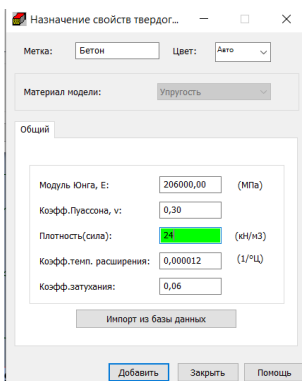 Назначение свойств твердог...
Метка: Бетон Цвет: Авто
Материал модели: Упругость
Общий
Модуль Юнга, E: 206000,00 (МПа)
Коэфф.Пуассона, ν: 0,30
Плотность(сила): 24 (кН/м3)
Коэфф.темп. расширения: 0,000012 (1/°Ц)
Коэфф.затухания: 0,06
Импорт из базы данных
Добавить Закрыть Помощь